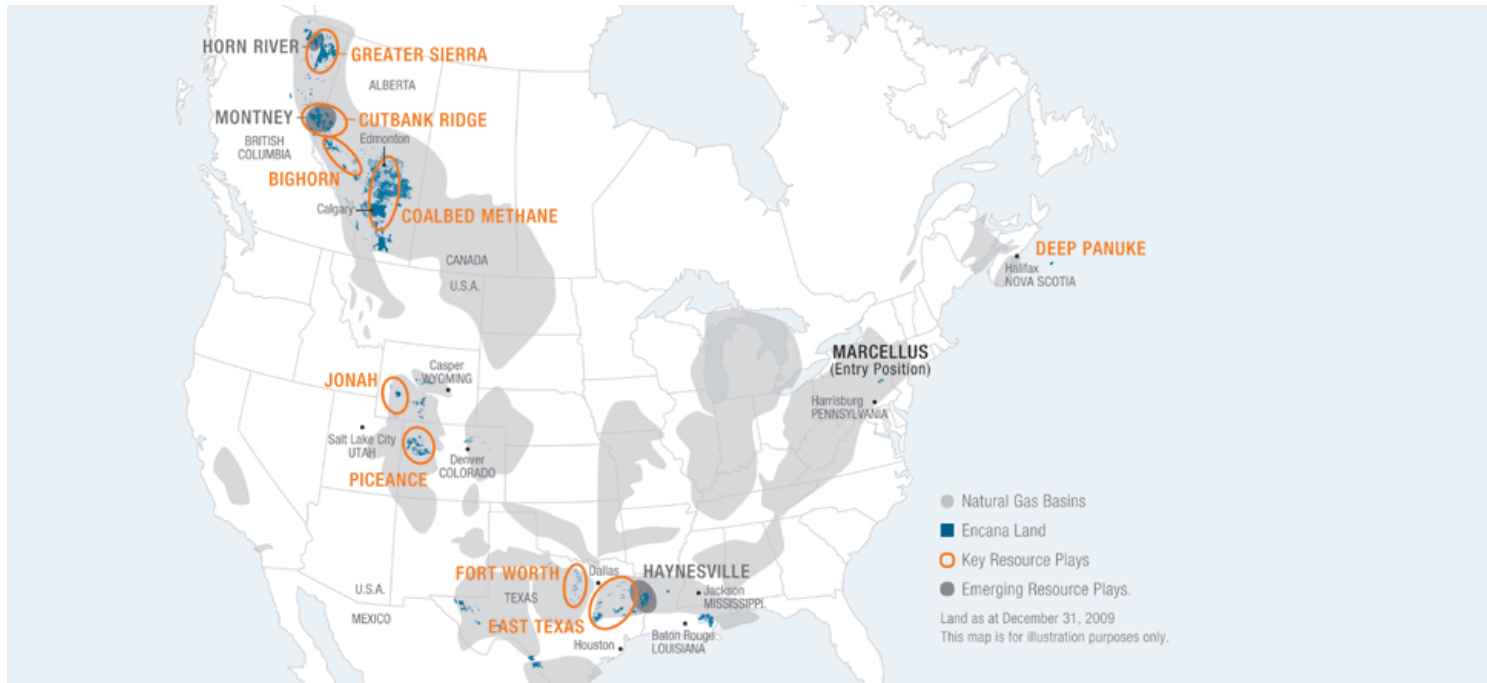 HORN RIVER
GREATER SIERRA
ALBERTA
MONTNEY
CUTBANK RIDGE
BRITISH
COLUMBIA
Edmonton
BIGHORN
Calgary
COALBED METHANE
CANADA
U.S.A.
DEEP PANUKE
Halifax
NOVA SCOTIA
MARCELLUS
(Entry Position)
Harrisburg
PENNSYLVANIA
JONAH
Casper
WYOMING
Salt Lake City
UTAH
Denver
COLORADO
PICEANCE
FORT WORTH
Dallas
HAYNESVILLE
TEXAS
Jackson
MISSISSIPPI
EAST TEXAS
Houston
Baton Rouge
LOUISIANA
U.S.A.
MEXICO
Natural Gas Basins
Encana Land
Key Resource Plays
Emerging Resource Plays.
Land as at December 31, 2009
This map is for illustration purposes only.